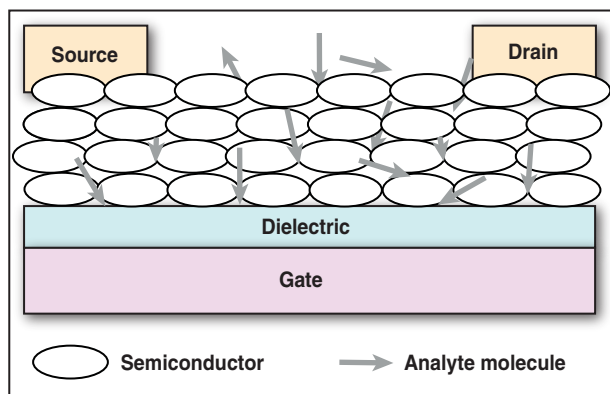 Source
Drain
Dielectric
Gate
Semiconductor
Analyte molecule